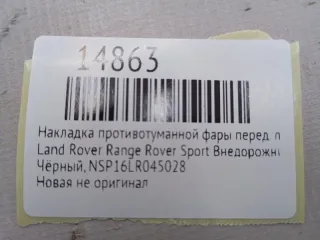 14863
Накладка противотуманной фары перед л
Land Rover Range Rover Sport Внедорожн
Чёрный, NSP16LR045028
Новая не оригинал